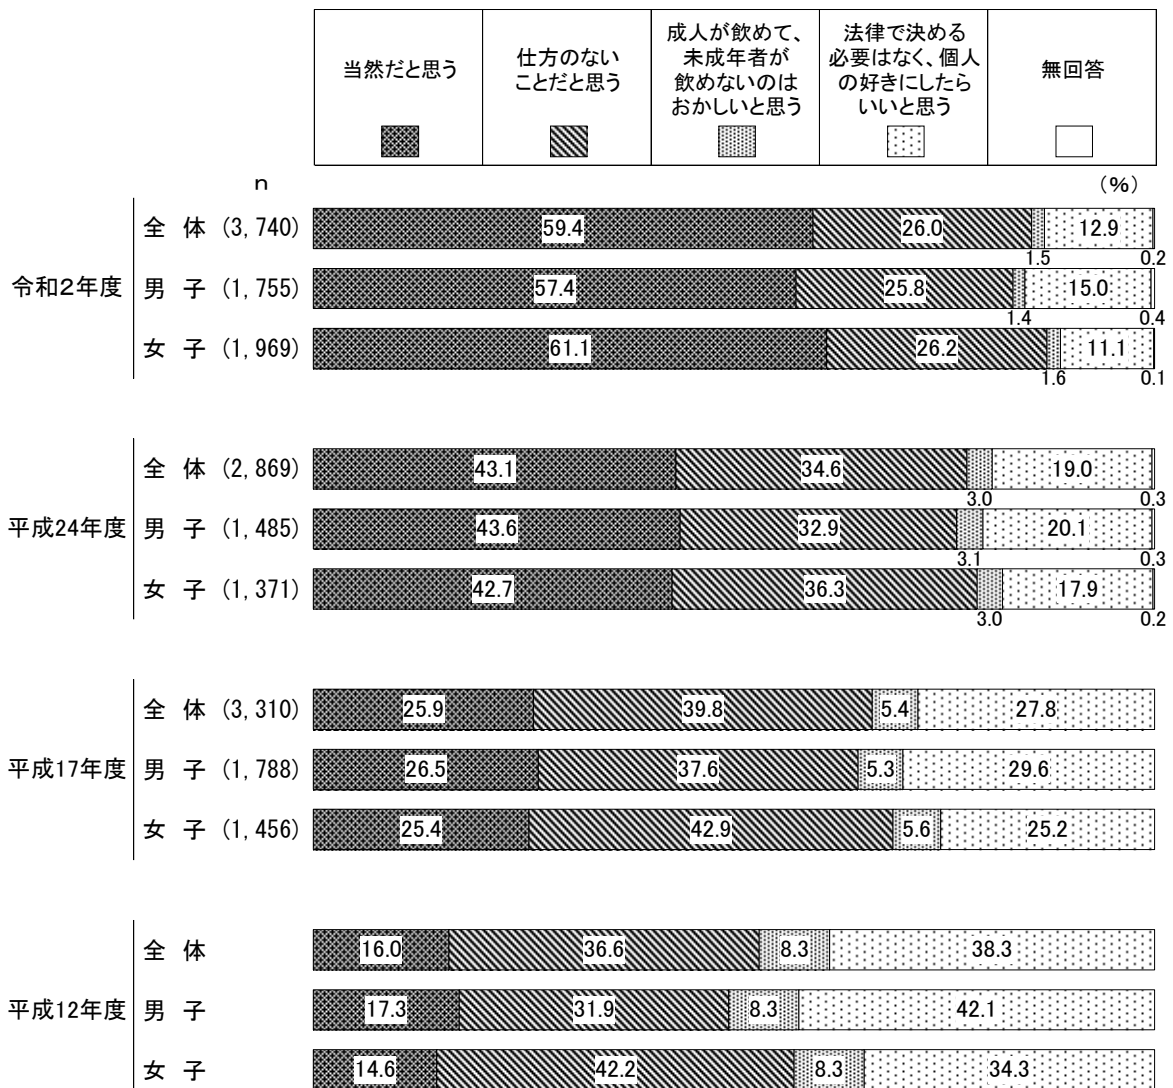 当然だと思う
仕方のない
ことだと思う
成人が飲めて、
未成年者が
飲めないのは
おかしいと思う
法律で決める
必要はなく、個人
の好きにしたら
いいと思う
無回答
n
(%)
令和2年度
全 体 (3,740) 59.4 26.0 1.5 12.9 0.2
男 子 (1,755) 57.4 25.8 1.4 15.0 0.4
女 子 (1,969) 61.1 26.2 1.6 11.1 0.1
平成24年度
全 体 (2,869) 43.1 34.6 3.0 19.0 0.3
男 子 (1,485) 43.6 32.9 3.1 20.1 0.3
女 子 (1,371) 42.7 36.3 3.0 17.9 0.2
平成17年度
全 体 (3,310) 25.9 39.8 5.4 27.8
男 子 (1,788) 26.5 37.6 5.3 29.6
女 子 (1,456) 25.4 42.9 5.6 25.2
平成12年度
全 体 16.0 36.6 8.3 38.3
男 子 17.3 31.9 8.3 42.1
女 子 14.6 42.2 8.3 34.3